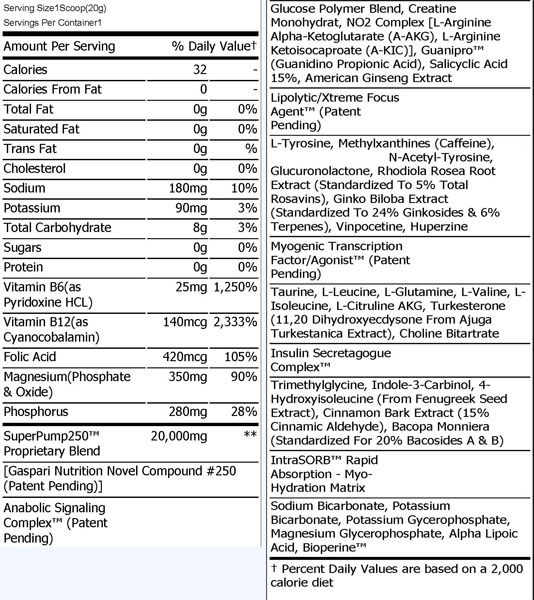 Serving Size1Scoop(20g)
Servings Per Container1
Amount Per Serving % Daily Value†
Calories 32 -
Calories From Fat 0 -
Total Fat 0g 0%
Saturated Fat 0g 0%
Trans Fat 0g %
Cholesterol 0g 0%
Sodium 180mg 10%
Potassium 90mg 3%
Total Carbohydrate 8g 3%
Sugars 0g 0%
Protein 0g 0%
Vitamin B6(as
Pyridoxine HCL) 25mg 1,250%
Vitamin B12(as
Cyanocobalamin) 140mcg 2,333%
Folic Acid 420mcg 105%
Magnesium(Phosphate
& Oxide) 350mg 90%
Phosphorus 280mg 28%
SuperPump250™ 20,000mg **
Proprietary Blend
[Gaspari Nutrition Novel Compound #250
(Patent Pending)]
Anabolic Signaling
Complex™ (Patent
Pending)
Glucose Polymer Blend, Creatine
Monohydrat, NO2 Complex [L-Arginine
Alpha-Ketoglutarate (A-AKG), L-Arginine
Ketoisocaproate (A-KIC)], Guanipro™
(Guanidino Propionic Acid), Salicylic Acid
15%, American Ginseng Extract
Lipolytic/Xtreme Focus
Agent™ (Patent
Pending)
L-Tyrosine, Methylxanthines (Caffeine),
N-Acetyl-Tyrosine,
Glucuronolactone, Rhodiola Rosea Root
Extract (Standardized To 5% Total
Rosavins), Ginko Biloba Extract
(Standardized To 24% Ginkosides & 6%
Terpenes), Vinpocetine, Huperzine
Myogenic Transcription
Factor/Agonist™ (Patent
Pending)
Taurine, L-Leucine, L-Glutamine, L-Valine, L-
Isoleucine, L-Citruline AKG, Turkesterone
(11,20 Dihydroxyecdysone From Ajuga
Turkestanica Extract), Choline Bitartrate
Insulin Secretagogue
Complex™
Trimethylglycine, Indole-3-Carbinol, 4-
Hydroxyisoleucine (From Fenugreek Seed
Extract), Cinnamon Bark Extract (15%
Cinnamic Aldehyde), Bacopa Monniera
(Standardized For 20% Bacosides A & B)
IntraSORB™ Rapid
Absorption - Myo-
Hydration Matrix
Sodium Bicarbonate, Potassium
Bicarbonate, Potassium Gycerophosphate,
Magnesium Glycerophosphate, Alpha Lipoic
Acid, Bioperine™
† Percent Daily Values are based on a 2,000
calorie diet